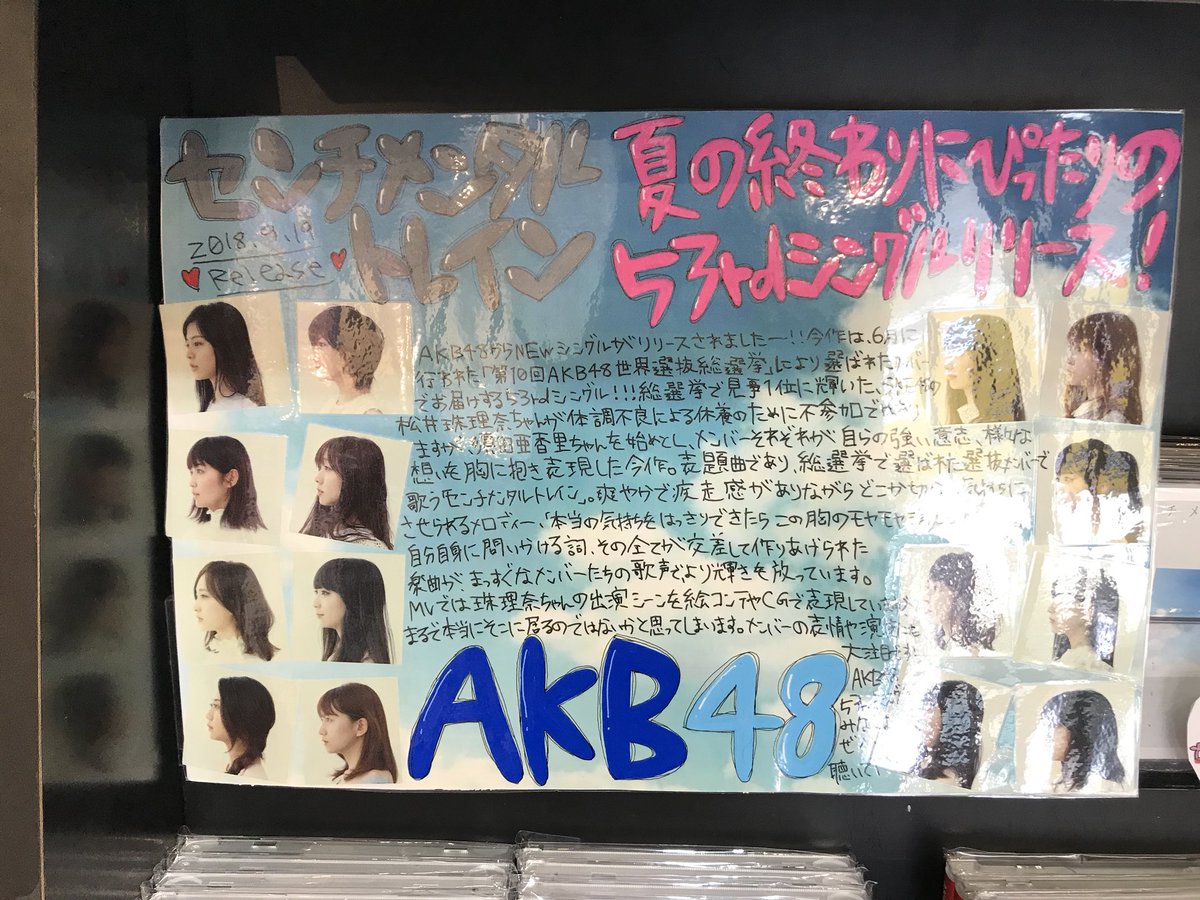 センチメンタル
トレイン
2018.9.19
Release
夏の終わりにぴったりの
53rdシングルリリース!
AKB48からNEWシングルがリリースされましたー!!今作は、6月に
行われた「第10回AKB48世界選抜総選挙」により選ばれたメンバー
でお届けする53rdシングル!!!総選挙で見事1位に輝いた、
松井珠理奈ちゃんが体調不良による休養のために不参加
ますが、須田亜香里ちゃんを始めとし、メンバーそれぞれが自らの強い意志、様々な
想いを胸に抱き表現した今作。表題曲であり、総選挙で選ばれた選抜メンバーで
歌う「センチメンタルトレイン」。爽やかで疾走感がありながらどこか切
させられるメロディー、「本当の気持ちをはっきりできたらこの胸のモヤモヤ
自分自身に問いかける詞、その全てが交差して作りあげられた
楽曲が、まっすぐなメンバーたちの歌声でより輝きを放っています。
MVでは珠理奈ちゃんの出演シーンを絵コンテやCGで表現してい
まるで本当にそこに居るのではないかと思ってしまいます。メンバーの表情や演
大注目
AKB
み
ぜ
聴いて
AKB48